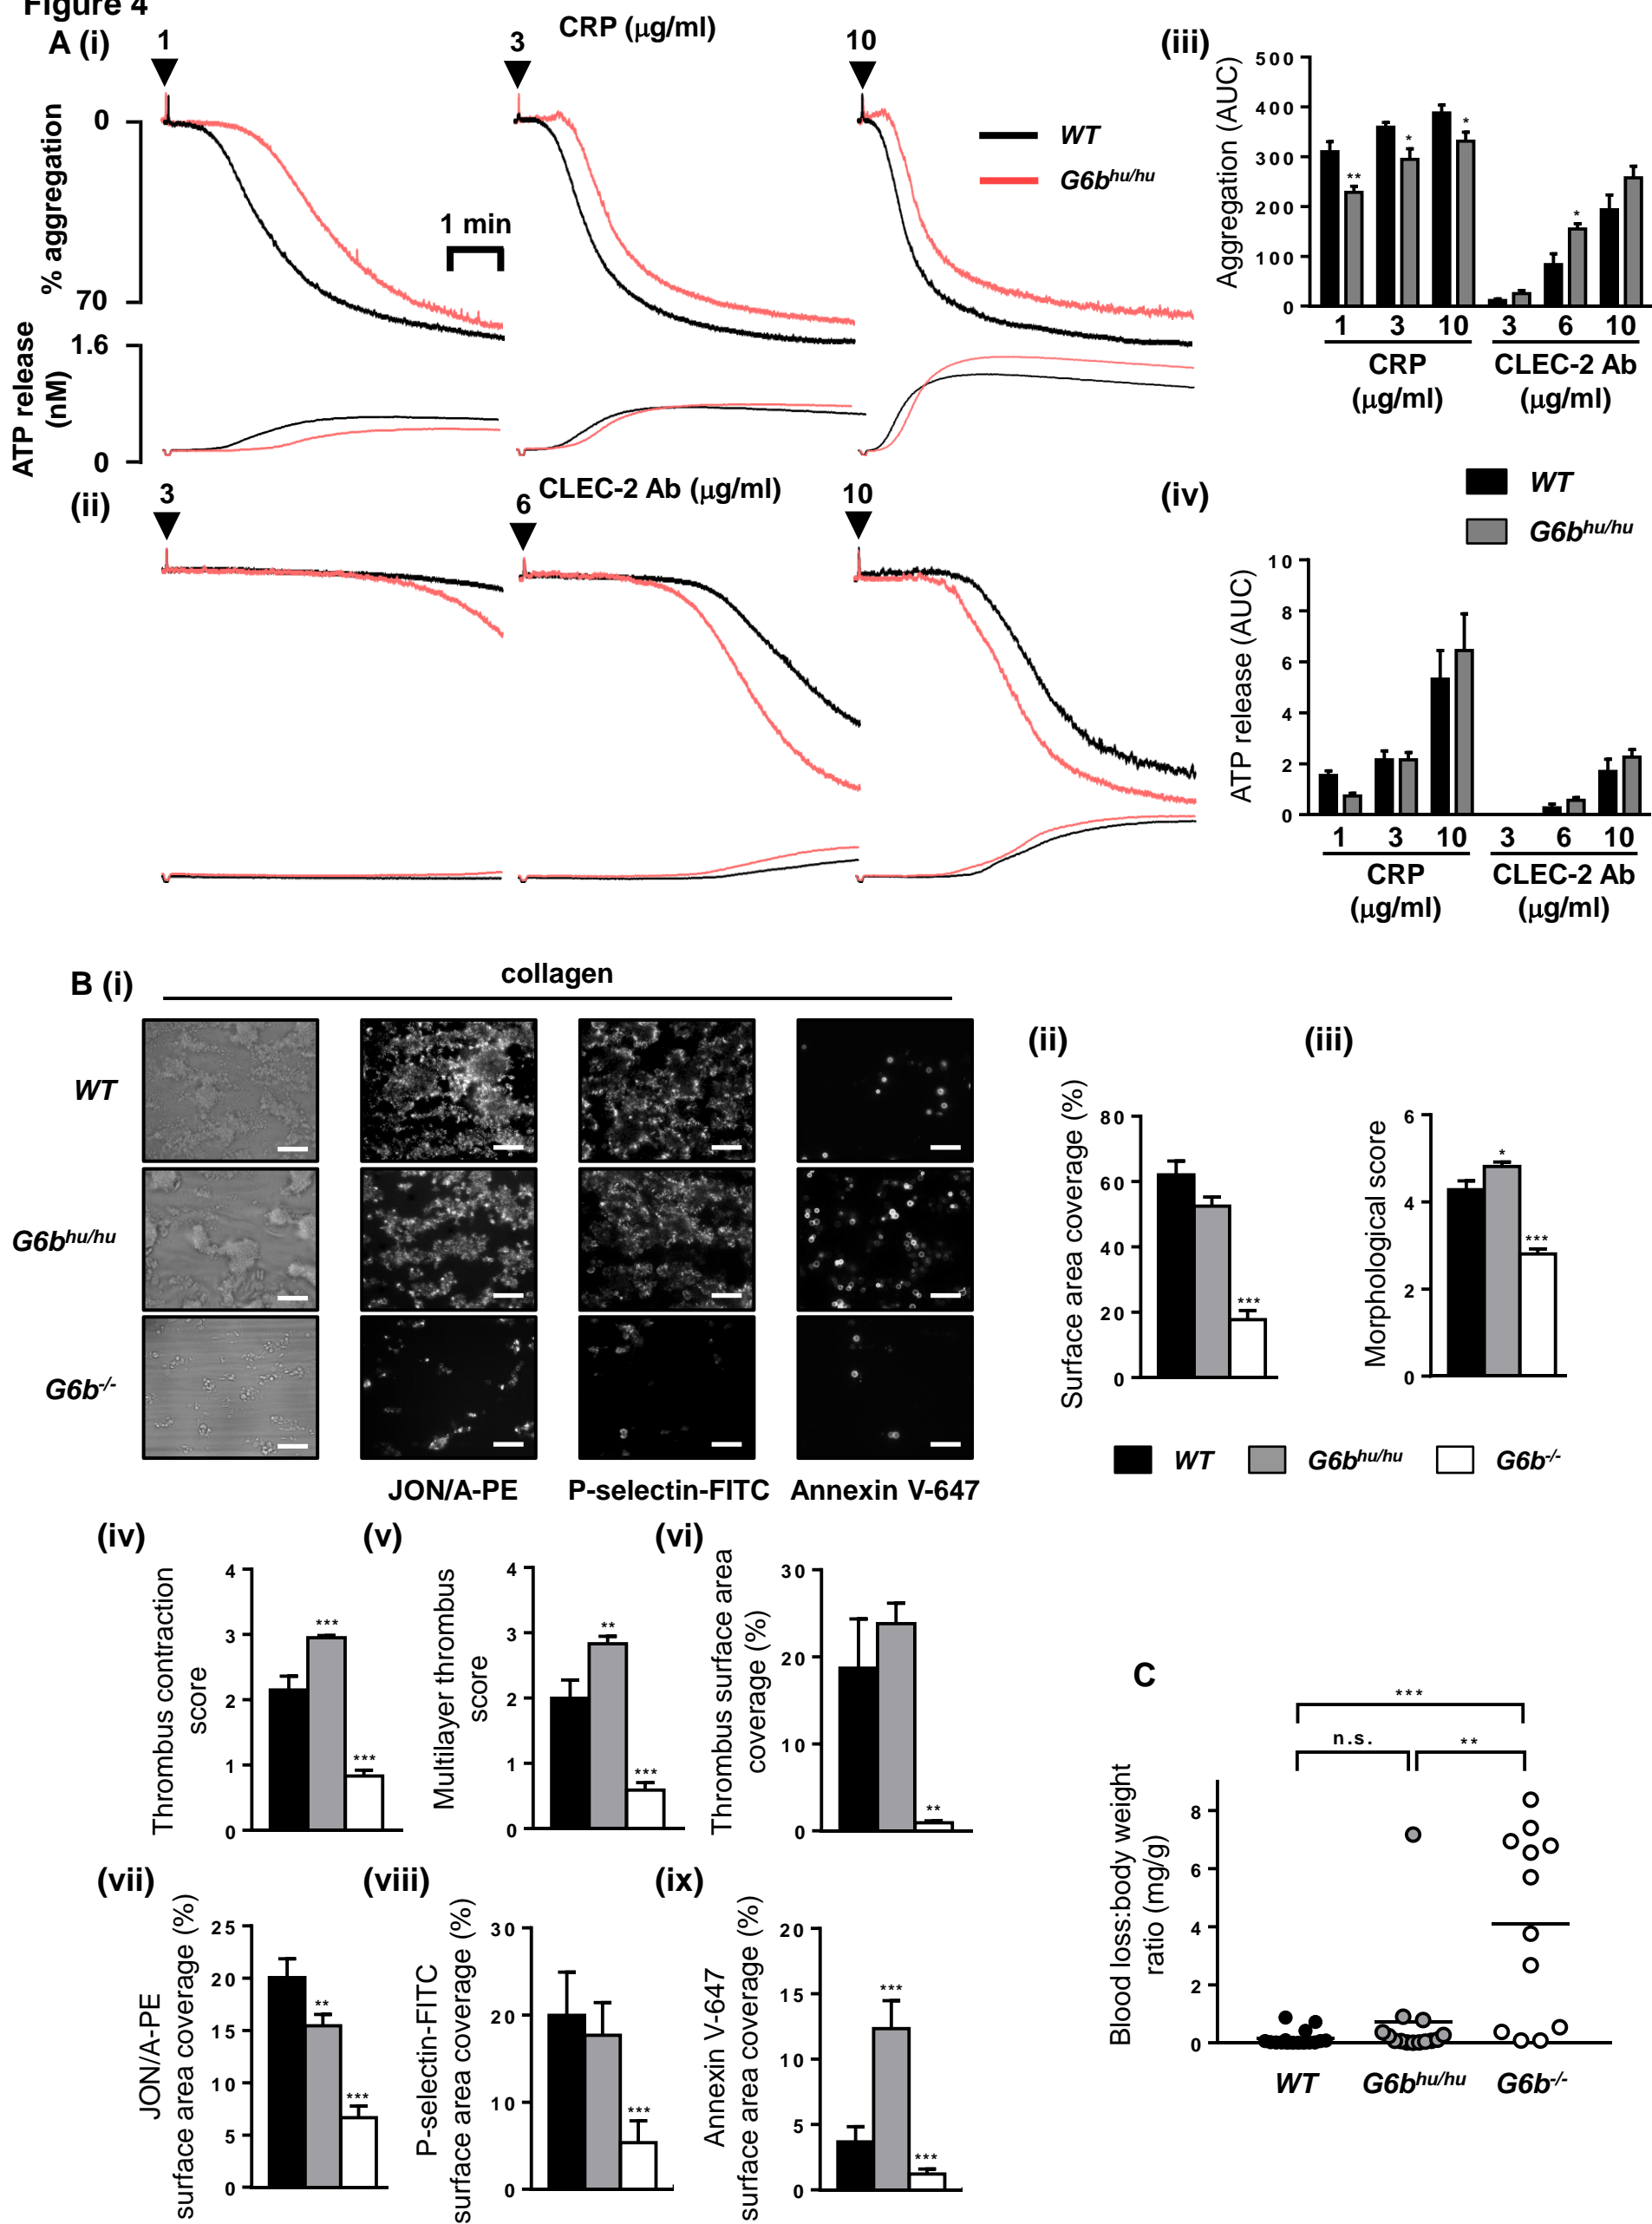 Figure 4
A (i)
CRP (μg/ml)
1
3
10
% aggregation
0
70
WT
G6bhu/hu
1 min
ATP release
(nM)
1.6
0
(ii)
CLEC-2 Ab (μg/ml)
3
6
10
(iii)
Aggregation (AUC)
500
400
300
200
100
0
**
*
*
*
1 3 10 3 6 10
CRP
(μg/ml)
CLEC-2 Ab
(μg/ml)
(iv)
WT
G6bhu/hu
ATP release (AUC)
10
8
6
4
2
0
1 3 10 3 6 10
CRP
(μg/ml)
CLEC-2 Ab
(μg/ml)
B (i)
collagen
WT
G6bhu/hu
G6b-/-
JON/A-PE
P-selectin-FITC
Annexin V-647
(ii)
Surface area coverage (%)
80
60
40
20
0
***
(iii)
Morphological score
6
4
2
0
*
***
WT
G6bhu/hu
G6b-/-
(iv)
Thrombus contraction
score
4
3
2
1
0
***
***
(v)
Multilayer thrombus
score
4
3
2
1
0
**
***
(vi)
Thrombus surface area
coverage (%)
30
20
10
0
**
(vii)
JON/A-PE
surface area coverage (%)
25
20
15
10
5
0
**
***
(viii)
P-selectin-FITC
surface area coverage (%)
30
20
10
0
***
(ix)
Annexin V-647
surface area coverage (%)
20
15
10
5
0
***
***
C
***
n.s.
**
Blood loss:body weight
ratio (mg/g)
8
6
4
2
0
WT
G6bhu/hu
G6b-/-